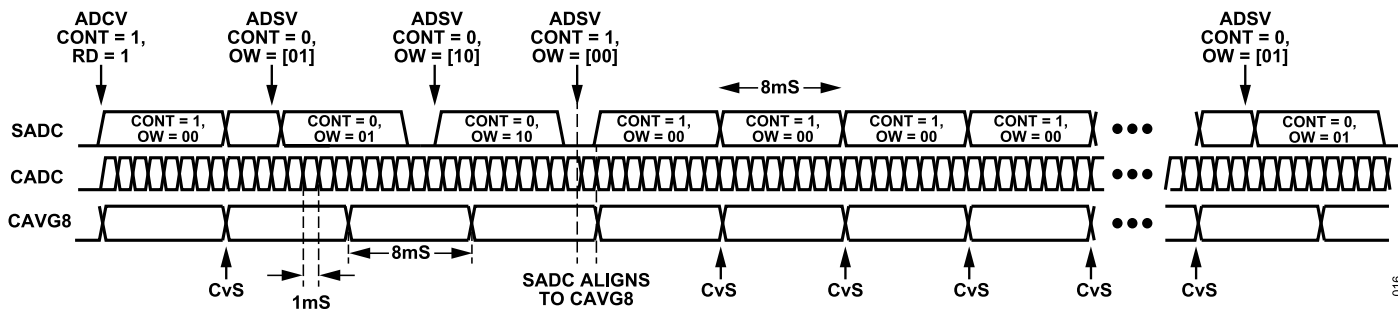 ADCV
CONT = 1,
RD = 1
ADSV
CONT = 0,
OW = [01]
ADSV
CONT = 0,
OW = [10]
ADSV
CONT = 1,
OW = [00]
ADSV
CONT = 0,
OW = [01]
8mS
SADC
CONT = 1,
OW = 00
CONT = 0,
OW = 01
CONT = 0,
OW = 10
CONT = 1,
OW = 00
CONT = 1,
OW = 00
CONT = 1,
OW = 00
CONT = 1,
OW = 00
CONT = 0,
OW = 01
CADC
CAVG8
8mS
CvS
1mS
SADC ALIGNS
TO CAVG8
CvS
CvS
CvS
CvS
CvS
016